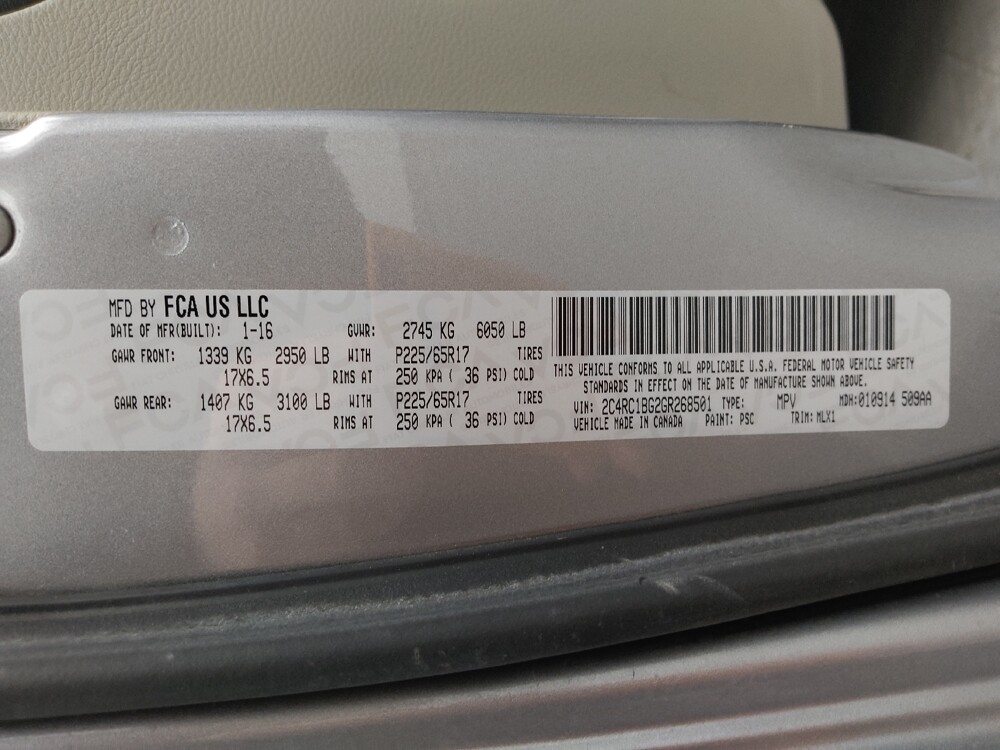 MFD BY FCA US LLC
DATE OF MFR(BUILT): 1-16 GVWR: 2745 KG 6050 LB
GAWR FRONT: 1339 KG 2950 LB WITH P225/65R17 TIRES
17X6.5 RIMS AT 250 KPA ( 36 PSI) COLD
GAWR REAR: 1407 KG 3100 LB WITH P225/65R17 TIRES
17X6.5 RIMS AT 250 KPA ( 36 PSI) COLD
THIS VEHICLE CONFORMS TO ALL APPLICABLE U.S.A. FEDERAL MOTOR VEHICLE SAFETY
STANDARDS IN EFFECT ON THE DATE OF MANUFACTURE SHOWN ABOVE.
VIN: 2C4RC1BG2GR268501 TYPE: MPV MDH:010914 509AA
VEHICLE MADE IN CANADA PAINT: PSC TRIM: MLX1